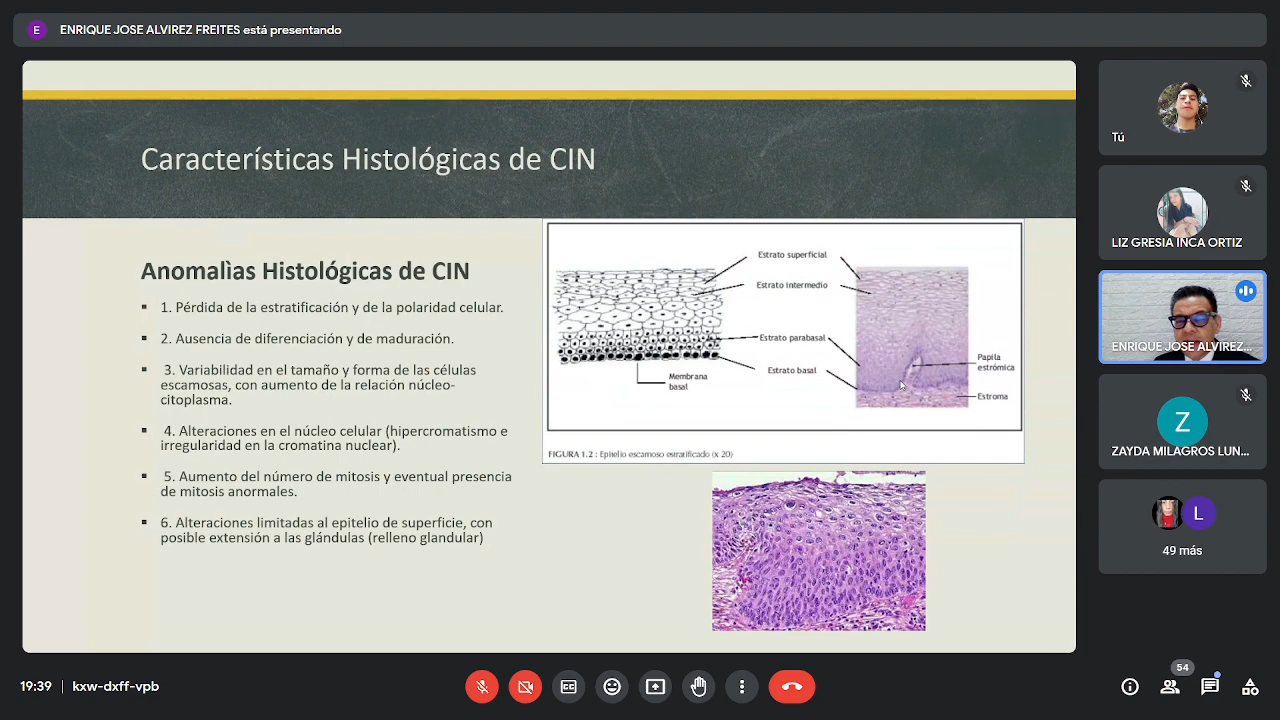 E
ENRIQUE JOSE ALVIREZ FREITES está presentando
Características Histológicas de CIN
Anomalìas Histológicas de CIN
1. Pérdida de la estratificación y de la polaridad celular.
2. Ausencia de diferenciación y de maduración.
3. Variabilidad en el tamaño y forma de las células
escamosas, con aumento de la relación núcleo-
citoplasma.
4. Alteraciones en el núcleo celular (hipercromatismo e
irregularidad en la cromatina nuclear).
5. Aumento del número de mitosis y eventual presencia
de mitosis anormales.
6. Alteraciones limitadas al epitelio de superficie, con
posible extensión a las glándulas (relleno glandular)
Estrato superficial
Estrato intermedio
Estrato parabasal
Estrato basal
Membrana
basal
Papila
estrómica
Estroma
FIGURA 1.2 : Epitelio escamoso estratificado (x 20)
Tú
LIZ GRESIA INCA ORTIZ
ENRIQUE JOSE ALVIREZ...
Z
ZAYDA MILAGROS LUN...
L
49 más
19:39 | kxw-dxff-vpb
54